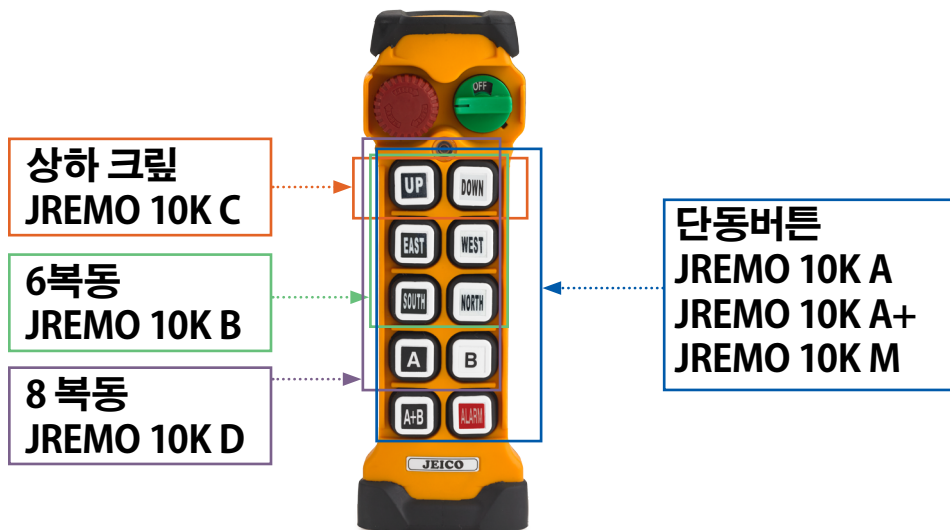 OFF
상하 크맆
JREMO 10K C
6복동
JREMO 10K B
8 복동
JREMO 10K D
UP DOWN
EAST WEST
SOUTH NORTH
A B
A+B ALARM
JEICO
단동버튼
JREMO 10K A
JREMO 10K A+
JREMO 10K M